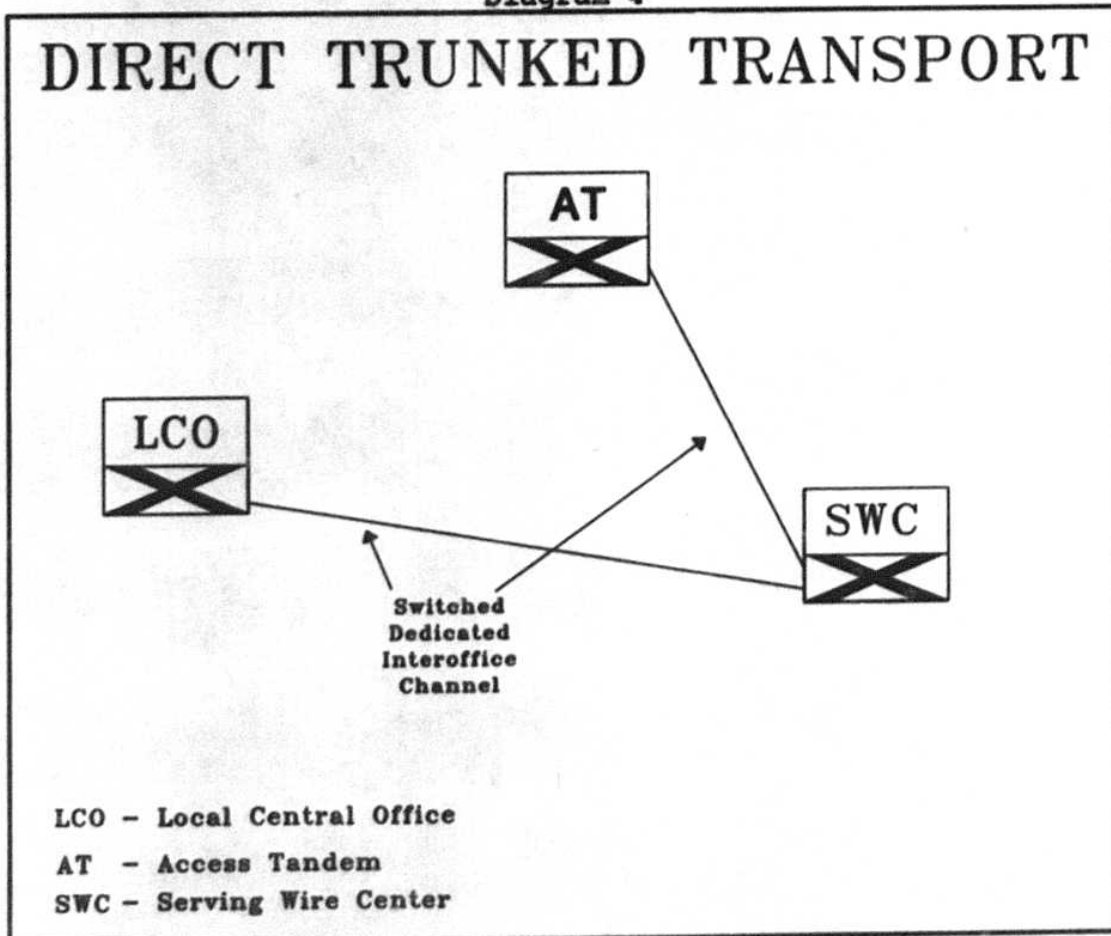 DIRECT TRUNKED TRANSPORT
AT
LCO
SWC
Switched
Dedicated
Interoffice
Channel
LCO - Local Central Office
AT - Access Tandem
SWC - Serving Wire Center